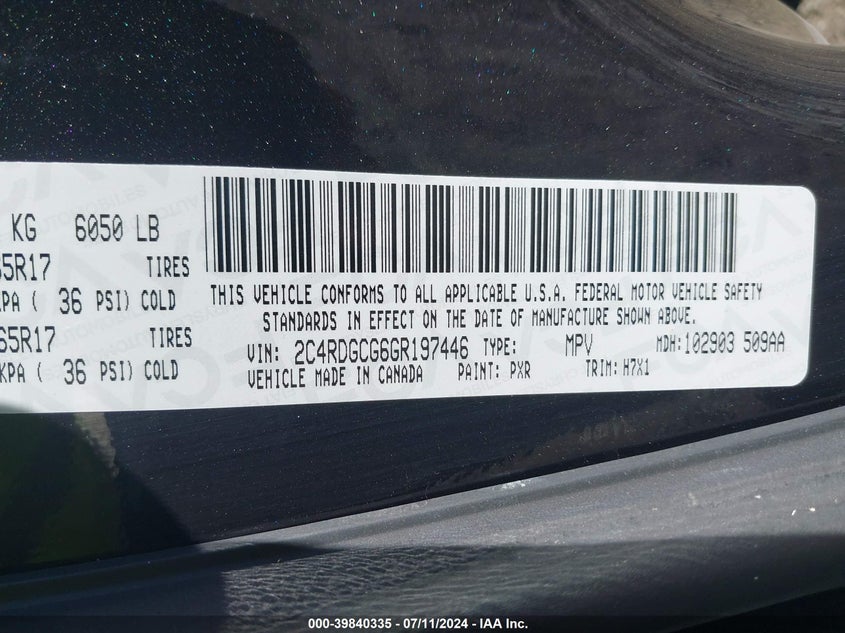 KG 6050 LB
65R17 TIRES
KPA ( 36 PSI) COLD
65R17 TIRES
KPA ( 36 PSI) COLD
THIS VEHICLE CONFORMS TO ALL APPLICABLE U.S.A. FEDERAL MOTOR VEHICLE SAFETY
STANDARDS IN EFFECT ON THE DATE OF MANUFACTURE SHOWN ABOVE.
VIN: 2C4RDGCG6GR197446 TYPE: MPV MDH: 102903 509AA
VEHICLE MADE IN CANADA PAINT: PXR TRIM: H7X1
000-39840335 - 07/11/2024 - IAA Inc.